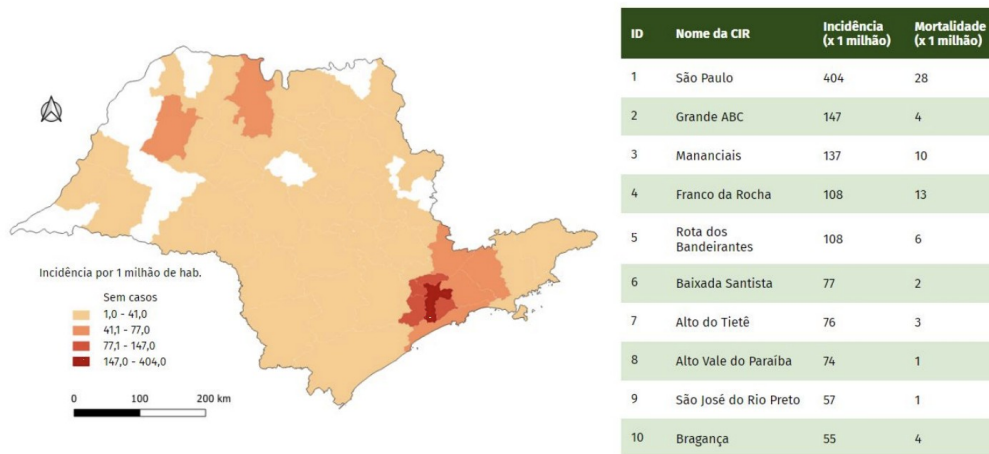 Incidência por 1 milhão de hab.
Sem casos
1,0 - 41,0
41,1 - 77,0
77,1 - 147,0
147,0 - 404,0
0 100 200 km
ID Nome da CIR Incidência (x 1 milhão) Mortalidade (x 1 milhão)
1 São Paulo 404 28
2 Grande ABC 147 4
3 Mananciais 137 10
4 Franco da Rocha 108 13
5 Rota dos Bandeirantes 108 6
6 Baixada Santista 77 2
7 Alto do Tietê 76 3
8 Alto Vale do Paraíba 74 1
9 São José do Rio Preto 57 1
10 Bragança 55 4